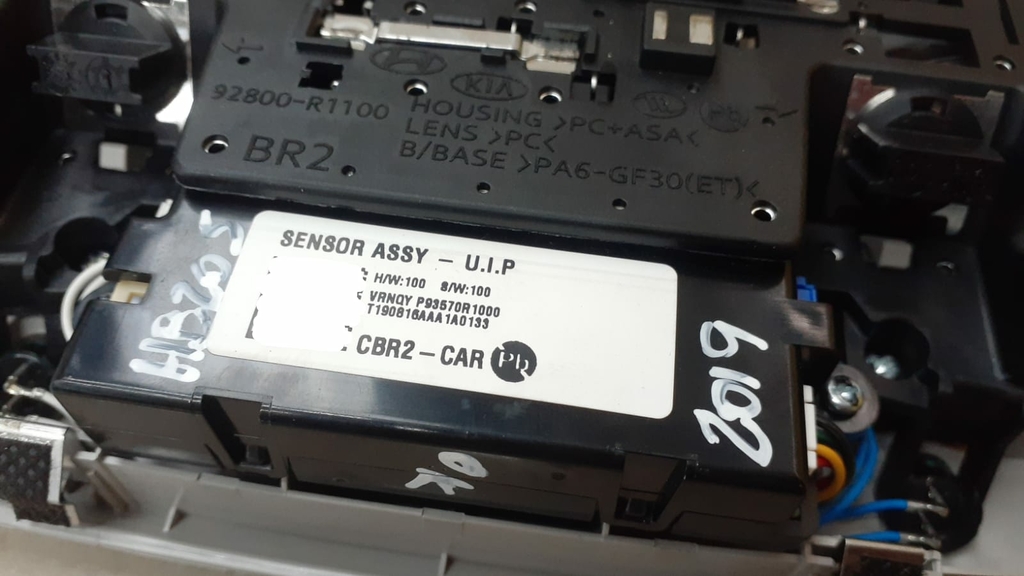 KIA
92800-R1100
HOUSING >PC+ASA<
LENS >PC<
B/BASE >PA6-GF30(ET)<
BR2
SENSOR ASSY - U.I.P
H/W:100 S/W:100
VRNQY P93570R1000
T190816AAA1A0133
CBR2-CAR
2019
OK